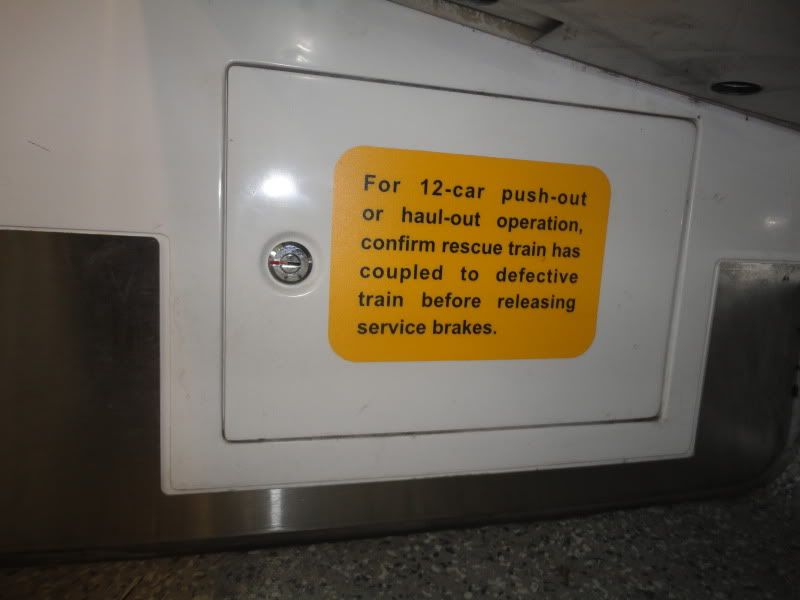 For 12-car push-out
or haul-out operation,
confirm rescue train has
coupled to defective
train before releasing
service brakes.